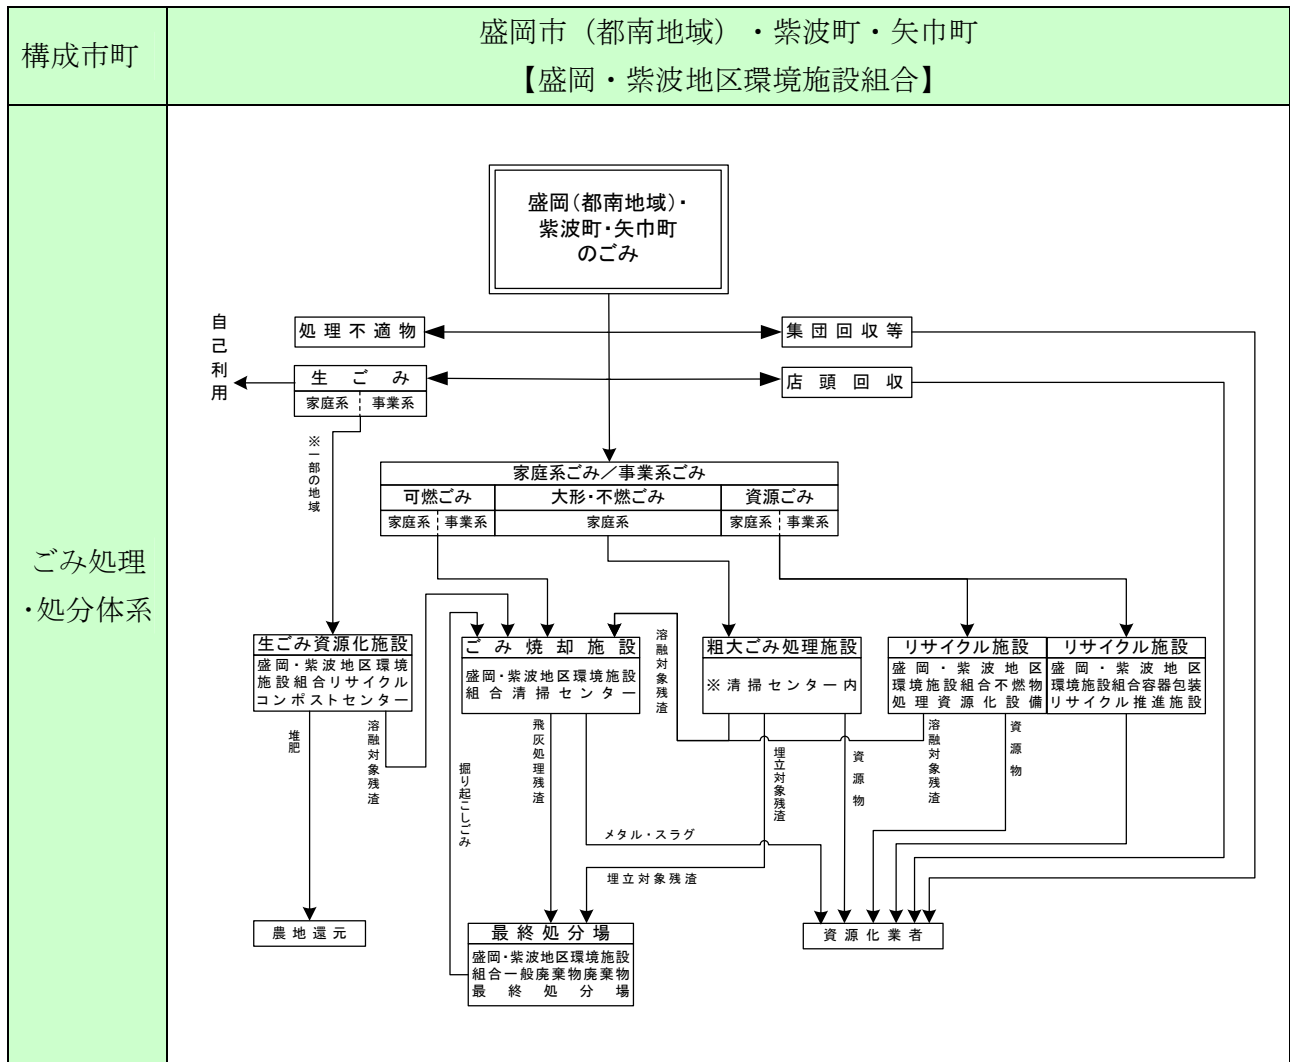 構成市町
盛岡市（都南地域）・紫波町・矢巾町
【盛岡・紫波地区環境施設組合】
ごみ処理
・処分体系
盛岡（都南地域）・
紫波町・矢巾町
のごみ
自己利用
処理不適物
集団回収等
生ごみ
家庭系
事業系
店頭回収
※一部の地域
家庭系ごみ／事業系ごみ
可燃ごみ
大形・不燃ごみ
資源ごみ
家庭系
事業系
家庭系
家庭系
事業系
生ごみ資源化施設
盛岡・紫波地区環境
施設組合リサイクル
コンポストセンター
ごみ焼却施設
盛岡・紫波地区環境施設
組合清掃センター
溶融対象残渣
粗大ごみ処理施設
※清掃センター内
リサイクル施設
盛岡・紫波地区
環境施設組合不燃物
処理資源化設備
リサイクル施設
盛岡・紫波地区
環境施設組合容器包装
リサイクル推進施設
堆肥
溶融対象残渣
掘り起こしごみ
飛灰処理残渣
埋立対象残渣
資源物
溶融対象残渣
資源物
メタル・スラグ
埋立対象残渣
農地還元
最終処分場
盛岡・紫波地区環境施設
組合一般廃棄物廃棄物
最終処分場
資源化業者